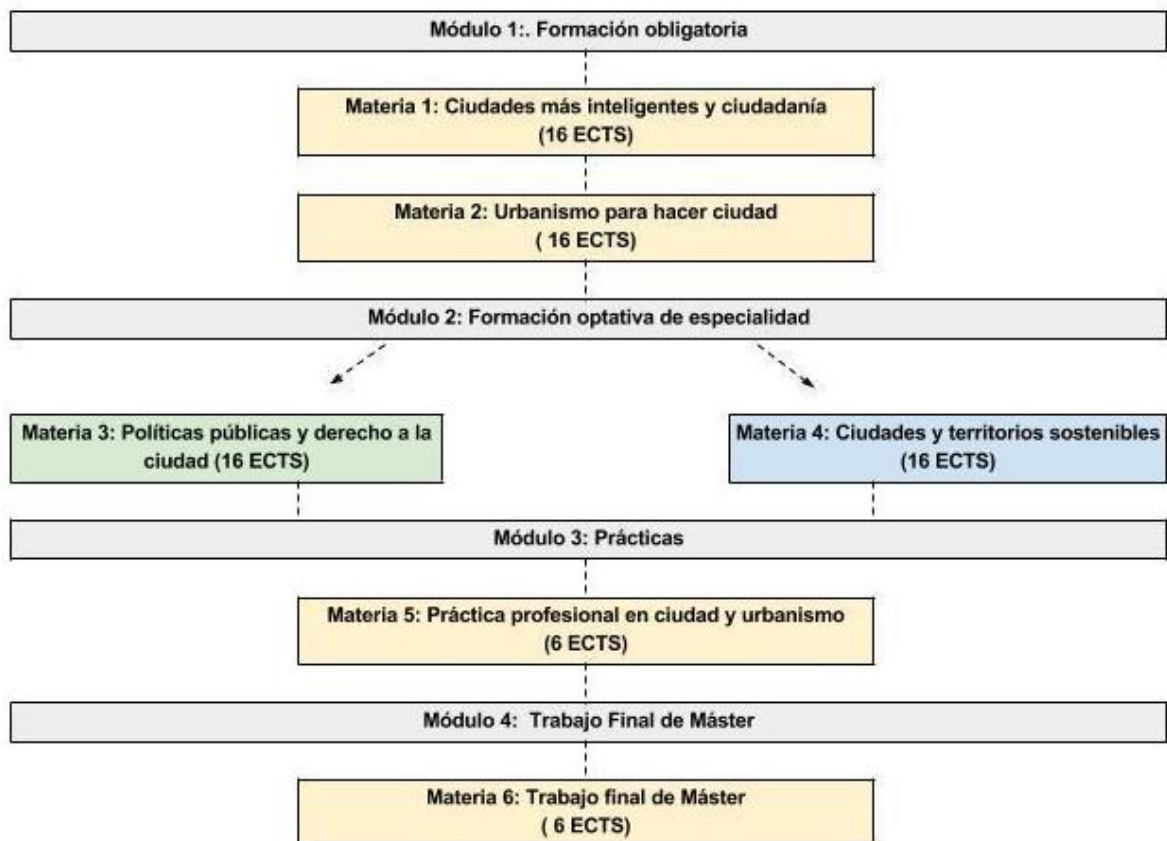 Módulo 1:. Formación obligatoria
Materia 1: Ciudades más inteligentes y ciudadanía
(16 ECTS)
Materia 2: Urbanismo para hacer ciudad
( 16 ECTS)
Módulo 2: Formación optativa de especialidad
Materia 3: Políticas públicas y derecho a la
ciudad (16 ECTS)
Materia 4: Ciudades y territorios sostenibles
(16 ECTS)
Módulo 3: Prácticas
Materia 5: Práctica profesional en ciudad y urbanismo
(6 ECTS)
Módulo 4:  Trabajo Final de Máster
Materia 6: Trabajo final de Máster
( 6 ECTS)